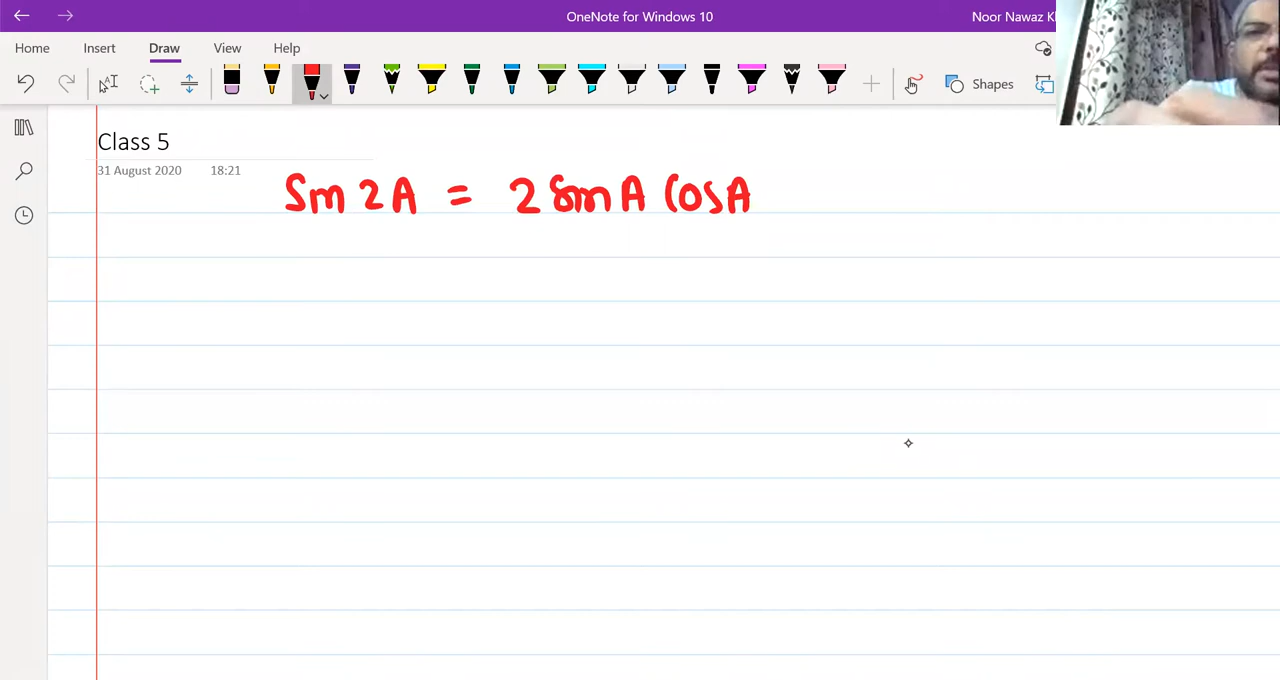 OneNote for Windows 10
Noor Nawaz
Home Insert Draw View Help
Shapes
Class 5
31 August 2020 18:21
Sin 2A = 2 Sin A Cos A